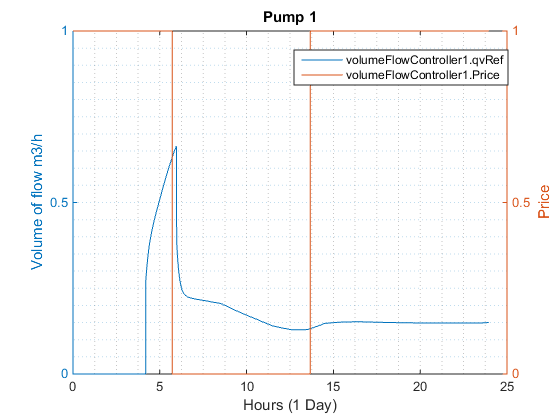 Pump 1
volumeFlowController1.qvRef
volumeFlowController1.Price
Volume of flow m3/h
Price
1
0.5
0
1
0.5
0
0 5 10 15 20 25
Hours (1 Day)